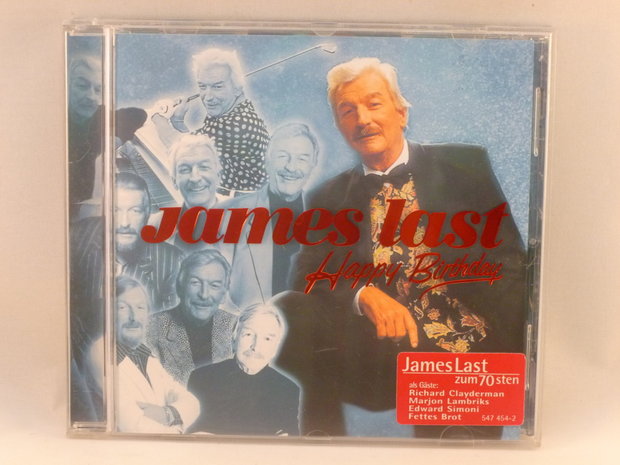 James last
Happy Birthday
James Last
zum 70sten
als Gäste:
Richard Clayderman
Marjon Lambriks
Edward Simoni
Fettes Brot 547 454-2